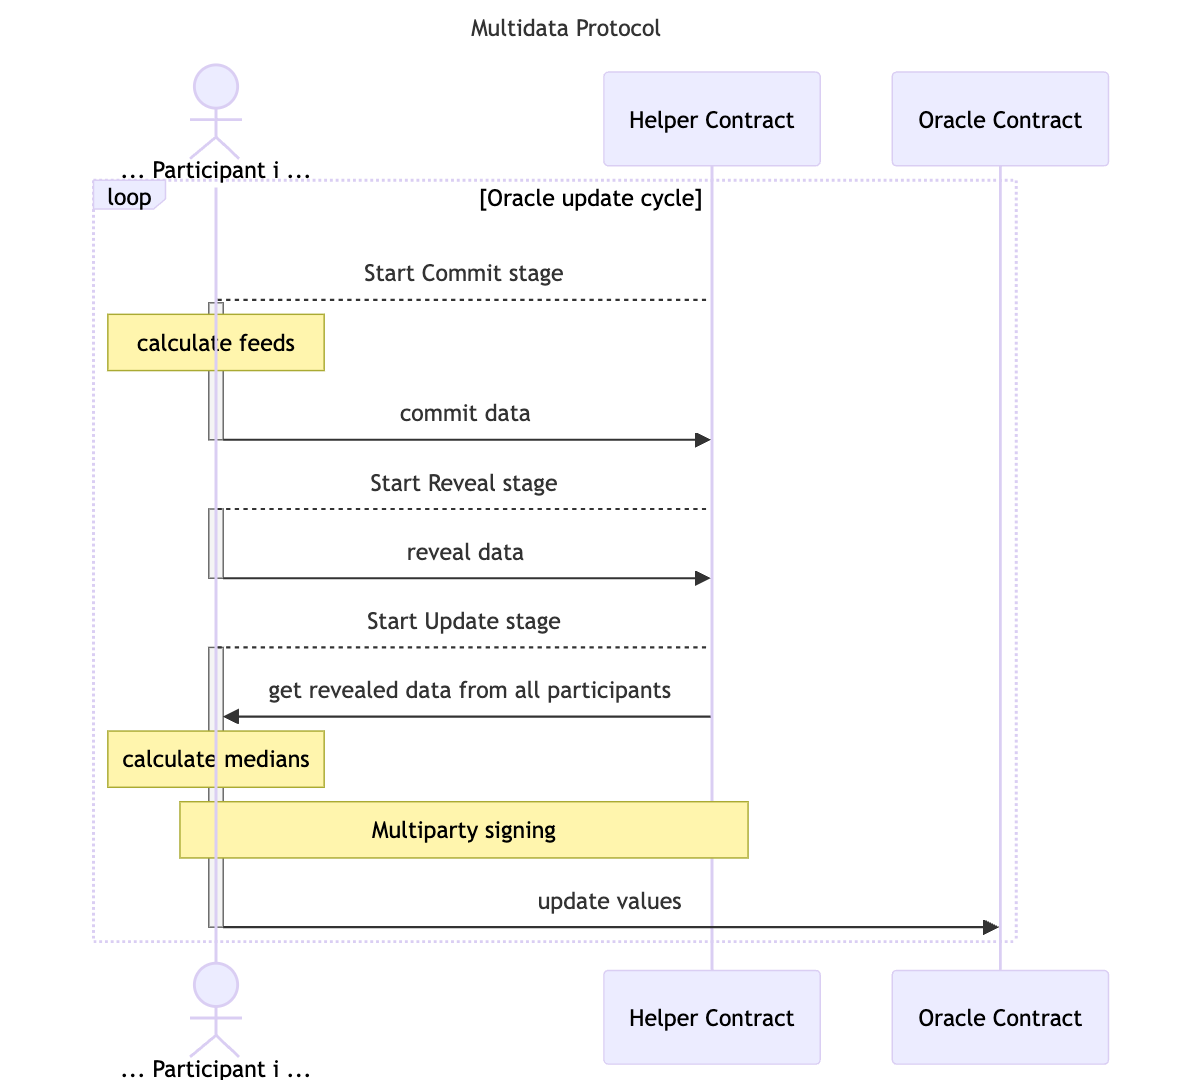 Multidata Protocol
Helper Contract
Oracle Contract
... Participant i ...
loop
[Oracle update cycle]
Start Commit stage
calculate feeds
commit data
Start Reveal stage
reveal data
Start Update stage
get revealed data from all participants
calculate medians
Multiparty signing
update values
Helper Contract
Oracle Contract
... Participant i ...